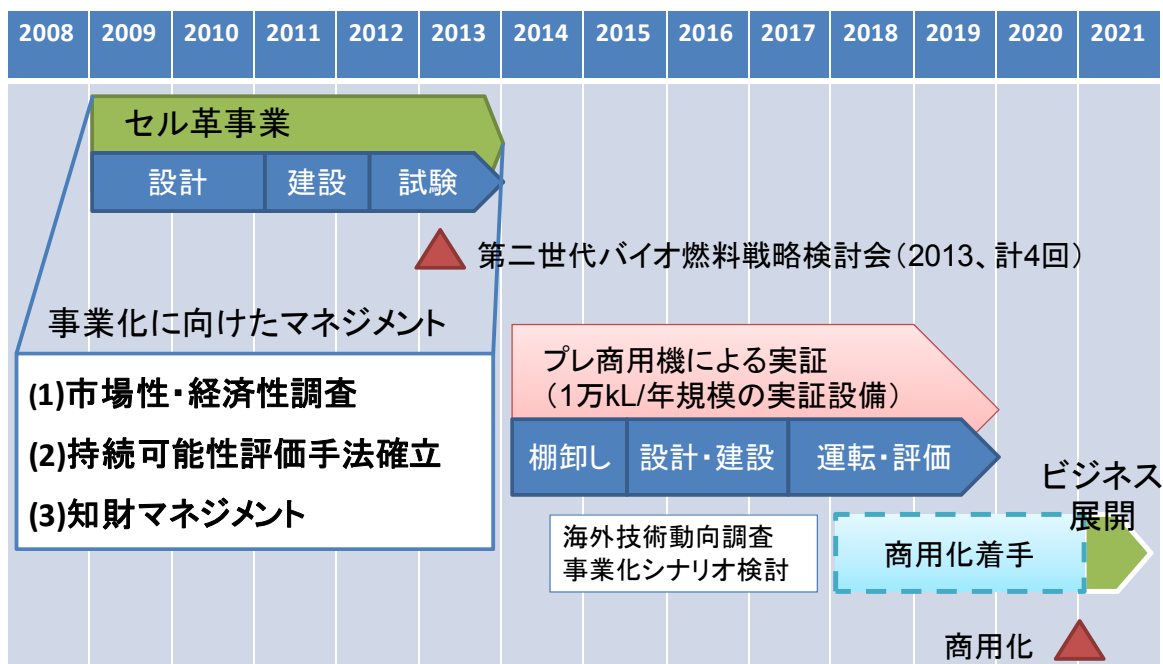 2008 2009 2010 2011 2012 2013 2014 2015 2016 2017 2018 2019 2020 2021
セル革事業
設計 建設 試験
第二世代バイオ燃料戦略検討会(2013、計4回)
事業化に向けたマネジメント
(1)市場性・経済性調査
(2)持続可能性評価手法確立
(3)知財マネジメント
プレ商用機による実証
(1万kL/年規模の実証設備)
棚卸し 設計・建設 運転・評価
海外技術動向調査
事業化シナリオ検討
商用化着手
ビジネス
展開
商用化